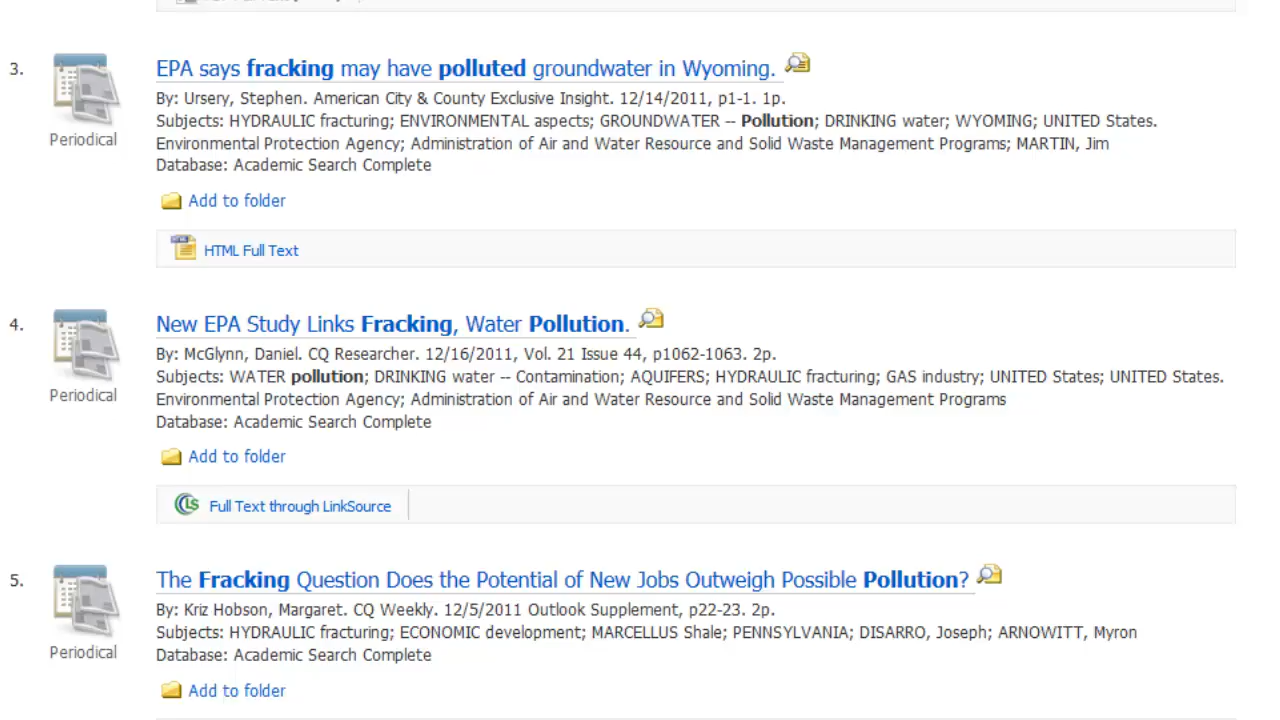 3.
EPA says fracking may have polluted groundwater in Wyoming.
By: Ursery, Stephen. American City & County Exclusive Insight. 12/14/2011, p1-1. 1p.
Subjects: HYDRAULIC fracturing; ENVIRONMENTAL aspects; GROUNDWATER -- Pollution; DRINKING water; WYOMING; UNITED States.
Environmental Protection Agency; Administration of Air and Water Resource and Solid Waste Management Programs; MARTIN, Jim
Periodical
Database: Academic Search Complete
Add to folder
HTML Full Text
4.
New EPA Study Links Fracking, Water Pollution.
By: McGlynn, Daniel. CQ Researcher. 12/16/2011, Vol. 21 Issue 44, p1062-1063. 2p.
Subjects: WATER pollution; DRINKING water -- Contamination; AQUIFERS; HYDRAULIC fracturing; GAS industry; UNITED States; UNITED States.
Environmental Protection Agency; Administration of Air and Water Resource and Solid Waste Management Programs
Periodical
Database: Academic Search Complete
Add to folder
LS Full Text through LinkSource
5.
The Fracking Question Does the Potential of New Jobs Outweigh Possible Pollution?
By: Kriz Hobson, Margaret. CQ Weekly. 12/5/2011 Outlook Supplement, p22-23. 2p.
Subjects: HYDRAULIC fracturing; ECONOMIC development; MARCELLUS Shale; PENNSYLVANIA; DISARRO, Joseph; ARNOWITT, Myron
Periodical
Database: Academic Search Complete
Add to folder